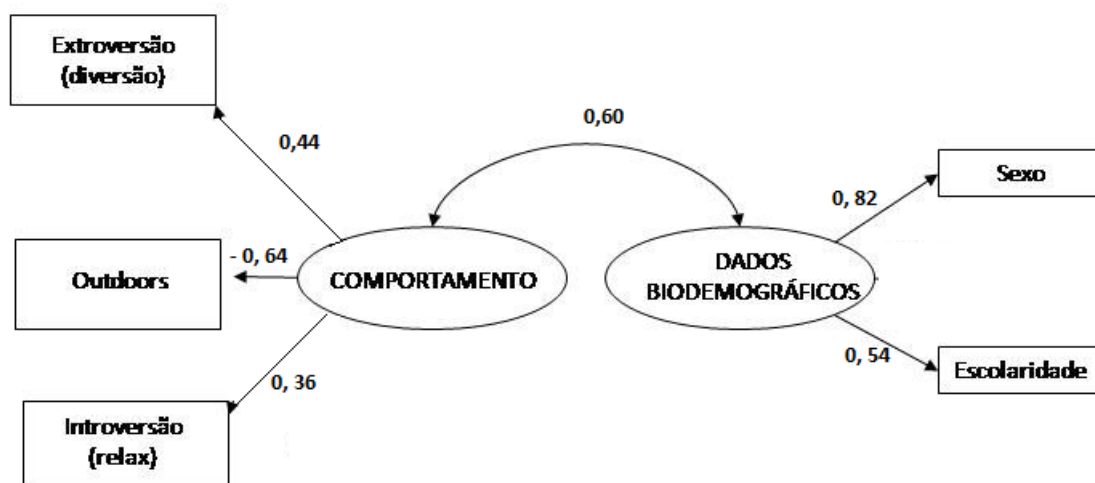 Extroversão
(diversão)
0,44
0,60
Sexo
0, 82
Outdoors
- 0, 64
COMPORTAMENTO
DADOS
BIODEMOGRÁFICOS
0, 54
Escolaridade
0, 36
Introversão
(relax)